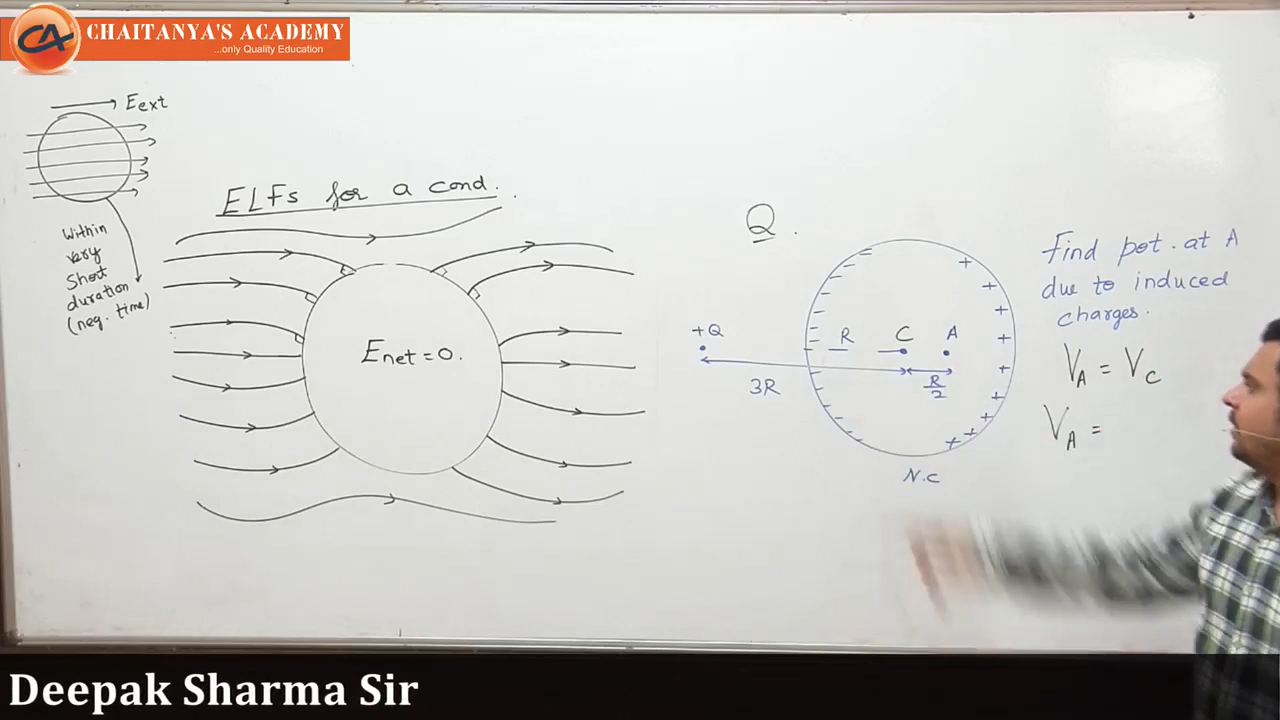 CA
CHAITANYA'S ACADEMY
...only Quality Education
Eext
Within
very
Short
duration
(neg. time)
ELFs for a cond.
Enet = 0.
Q.
+Q
3R
R
C
A
R/2
N.C
Find pot. at A
due to induced
charges.
VA = VC
VA =
Deepak Sharma Sir